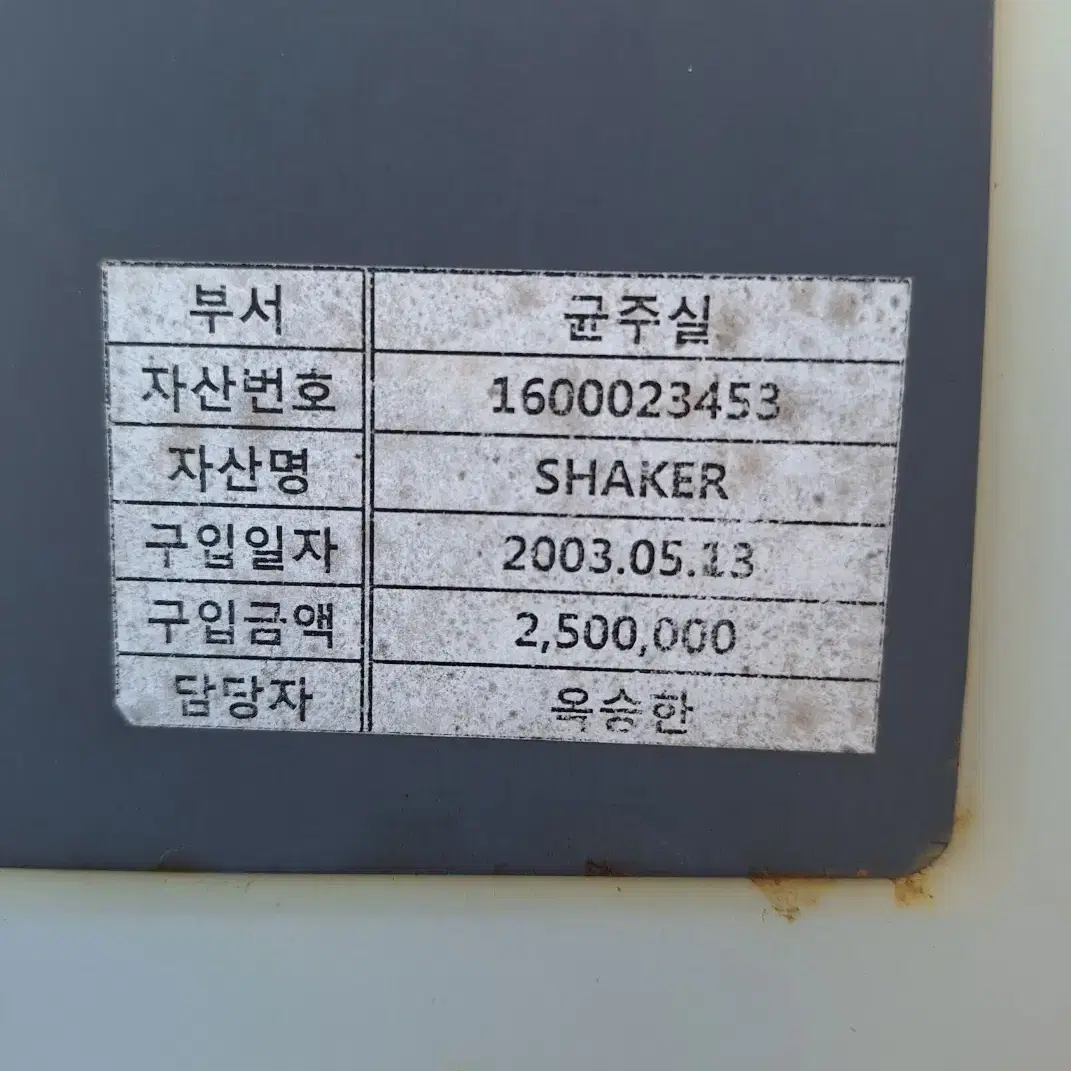 부서 균주실
자산번호 1600023453
자산명 SHAKER
구입일자 2003.05.13
구입금액 2,500,000
담당자 옥승한